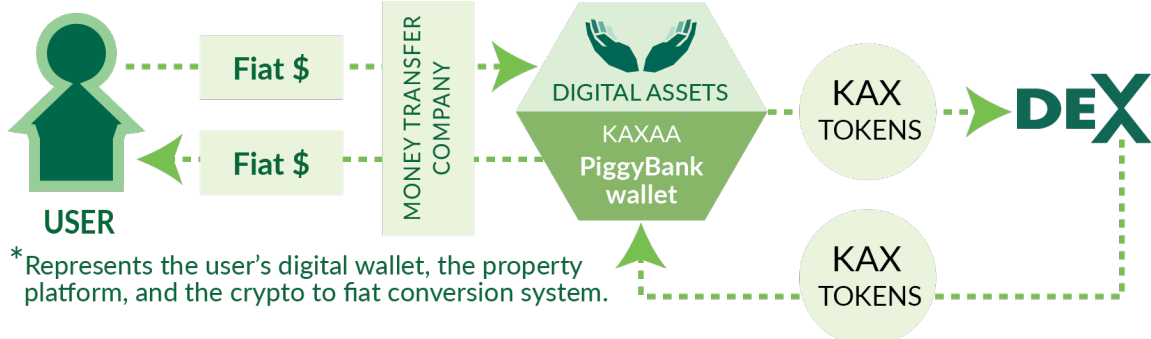 Fiat $
Fiat $
MONEY TRANSFER
COMPANY
DIGITAL ASSETS
KAXAA
PiggyBank
wallet
KAX
TOKENS
DEX
KAX
TOKENS
USER
*Represents the user’s digital wallet, the property
platform, and the crypto to fiat conversion system.